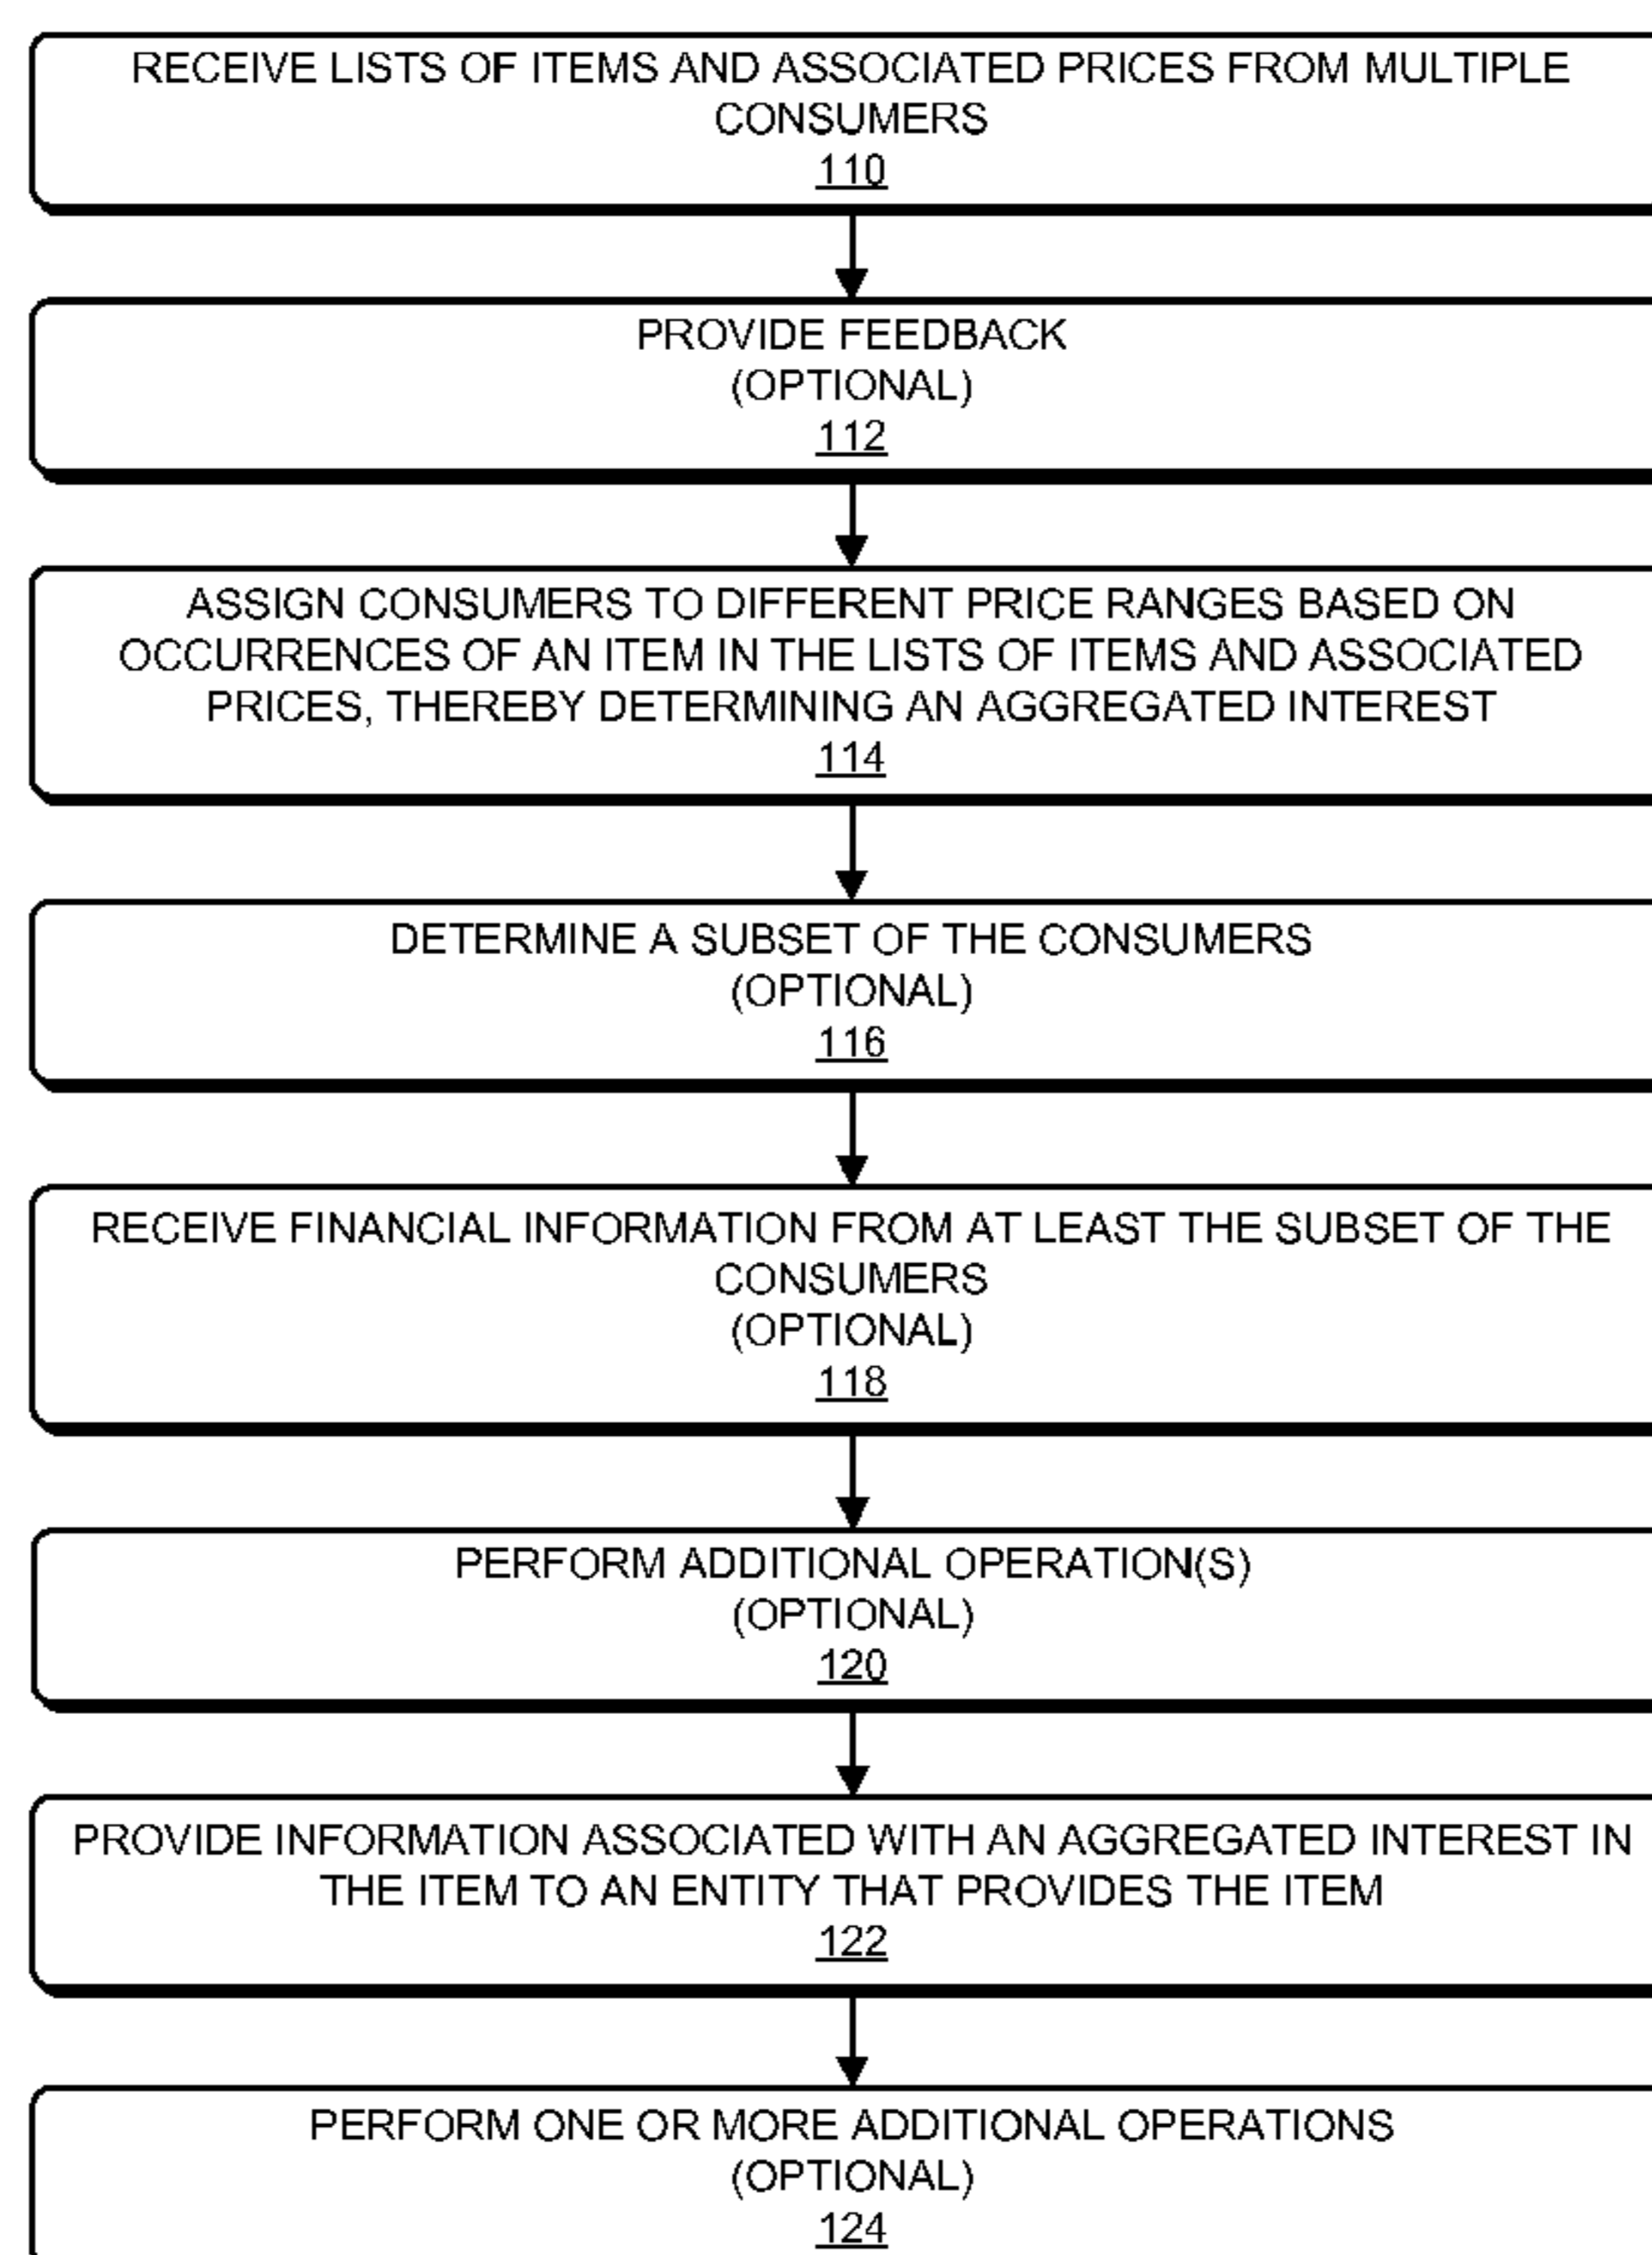 RECEIVE LISTS OF ITEMS AND ASSOCIATED PRICES FROM MULTIPLE
CONSUMERS
110
PROVIDE FEEDBACK
(OPTIONAL)
112
ASSIGN CONSUMERS TO DIFFERENT PRICE RANGES BASED ON
OCCURRENCES OF AN ITEM IN THE LISTS OF ITEMS AND ASSOCIATED
PRICES, THEREBY DETERMINING AN AGGREGATED INTEREST
114
DETERMINE A SUBSET OF THE CONSUMERS
(OPTIONAL)
116
RECEIVE FINANCIAL INFORMATION FROM AT LEAST THE SUBSET OF THE
CONSUMERS
(OPTIONAL)
118
PERFORM ADDITIONAL OPERATION(S)
(OPTIONAL)
120
PROVIDE INFORMATION ASSOCIATED WITH AN AGGREGATED INTEREST IN
THE ITEM TO AN ENTITY THAT PROVIDES THE ITEM
122
PERFORM ONE OR MORE ADDITIONAL OPERATIONS
(OPTIONAL)
124